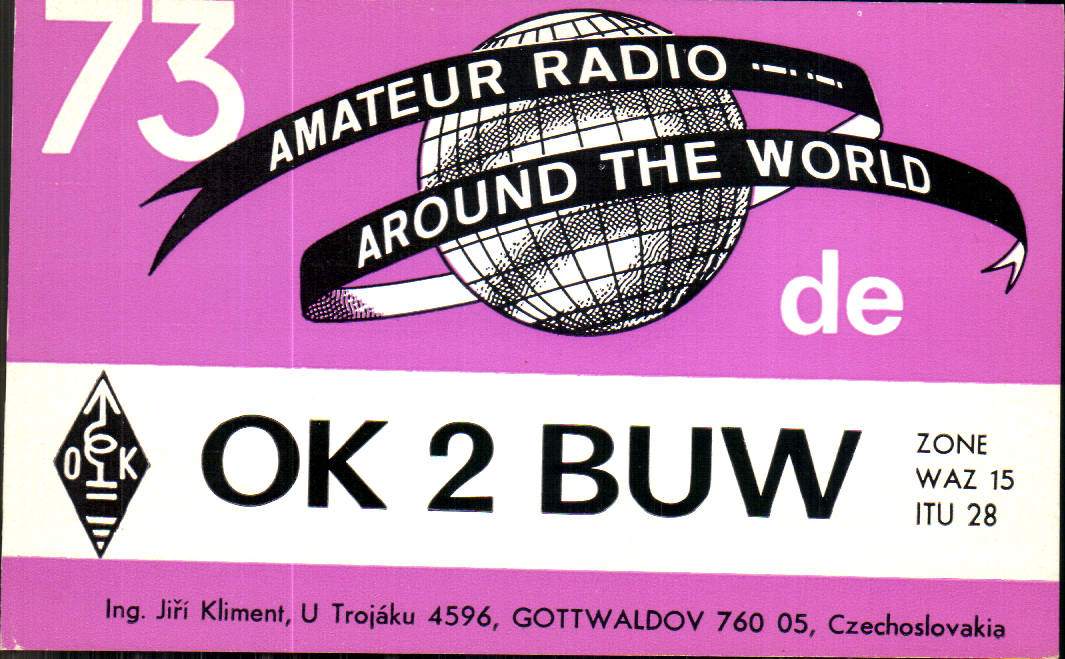 73
AMATEUR RADIO —·—· —·
AROUND THE WORLD
de
O K
OK 2 BUW
ZONE
WAZ 15
ITU 28
Ing. Jiří Kliment, U Trojáku 4596, GOTTWALDOV 760 05, Czechoslovakia